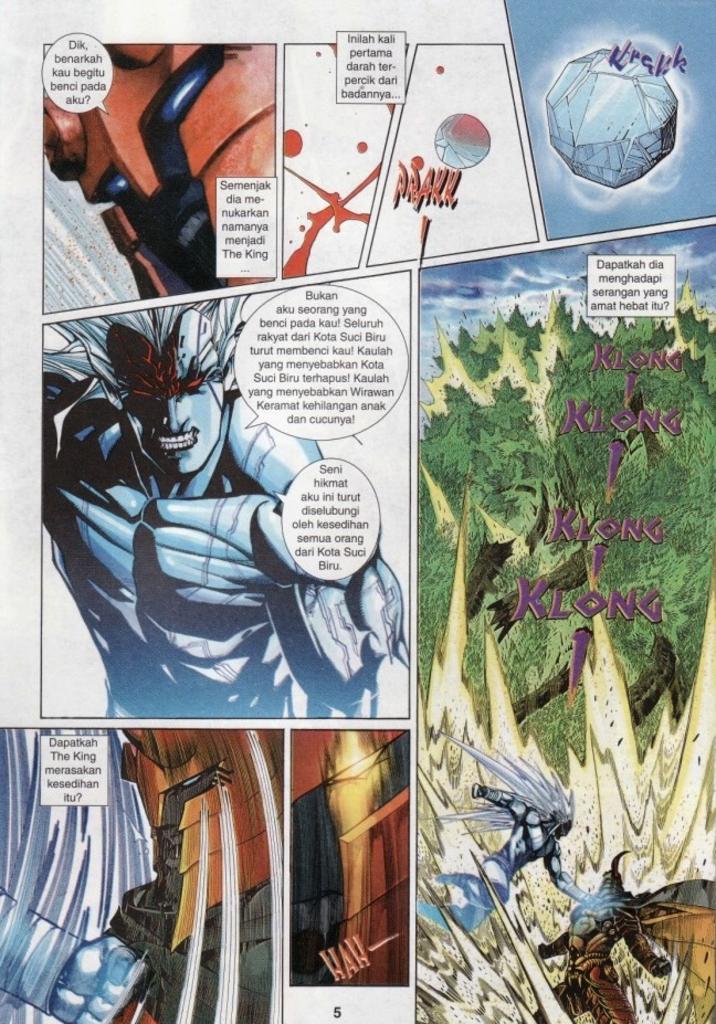 Dik,
benarkah
kau begitu
benci pada
aku?
Semenjak
dia me-
nukarkan
namanya
menjadi
The King
...
Inilah kali
pertama
darah ter-
percik dari
badannya...
PRAKK
!
KRAKK
Bukan
aku seorang yang
benci pada kau! Seluruh
rakyat dari Kota Suci Biru
turut membenci kau! Kaulah
yang menyebabkan Kota
Suci Biru terhapus! Kaulah
yang menyebabkan Wirawan
Keramat kehilangan anak
dan cucunya!
Seni
hikmat
aku ini turut
diselubungi
oleh kesedihan
semua orang
dari Kota Suci
Biru.
Dapatkah dia
menghadapi
serangan yang
amat hebat itu?
KLONG
!
KLONG
!
KLONG
!
KLONG
!
Dapatkah
The King
merasakan
kesedihan
itu?
HAH—
5